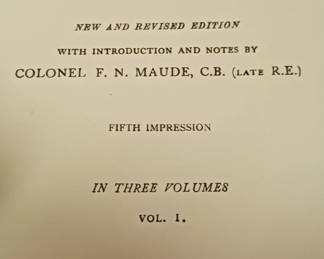 NEW AND REVISED EDITION
WITH INTRODUCTION AND NOTES BY
COLONEL F. N. MAUDE, C.B. (LATE R.E.)
FIFTH IMPRESSION
IN THREE VOLUMES
VOL. I.